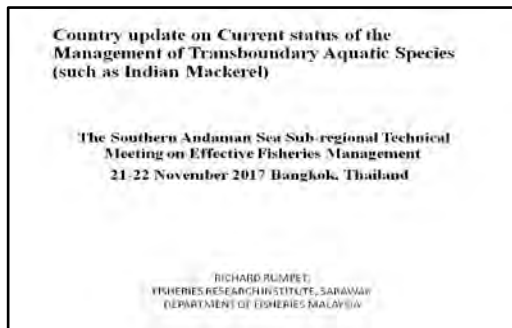 Country update on Current status of the
Management of Transboundary Aquatic Species
(such as Indian Mackerel)
The Southern Andaman Sea Sub-regional Technical
Meeting on Effective Fisheries Management
21-22 November 2017 Bangkok, Thailand
RICHARD RUMPET;
FISHERIES RESEARCH INSTITUTE, SARAWAK
DEPARTMENT OF FISHERIES MALAYSIA